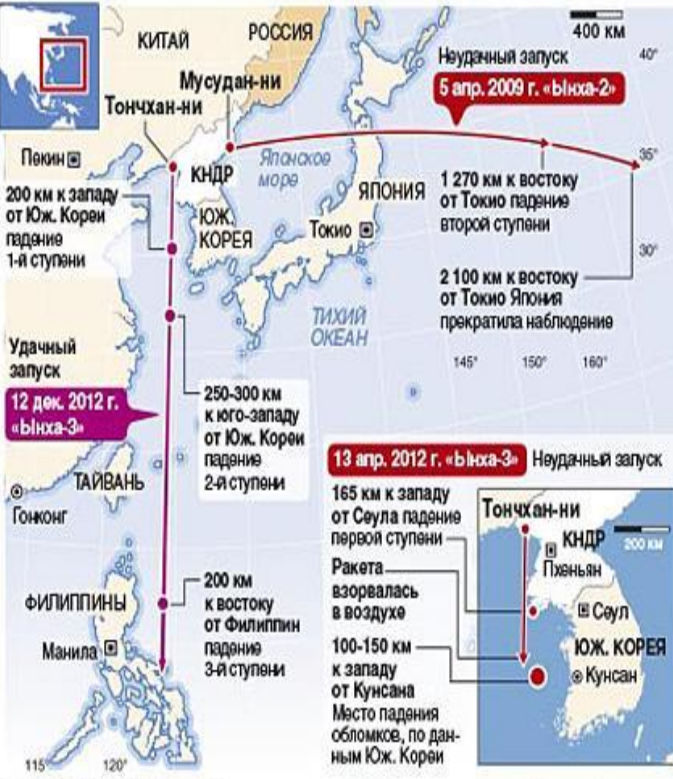 КИТАЙ
РОССИЯ
400 км
Мусудан-ни
Тончхан-ни
Неудачный запуск
5 апр. 2009 г. «Ынха-2»
40°
35°
30°
Пекин
КНДР
Японское
море
ЯПОНИЯ
Токио
ЮЖ.
КОРЕЯ
200 км к западу
от Юж. Кореи
падение
1-й ступени
1 270 км к востоку
от Токио падение
второй ступени
2 100 км к востоку
от Токио Япония
прекратила наблюдение
ТИХИЙ
ОКЕАН
145°
150°
160°
Удачный
запуск
12 дек. 2012 г.
«Ынха-3»
250-300 км
к юго-западу
от Юж. Кореи
падение
2-й ступени
ТАЙВАНЬ
Гонконг
ФИЛИППИНЫ
Манила
200 км
к востоку
от Филиппин
падение
3-й ступени
115°
120°
13 апр. 2012 г. «Ынха-3» Неудачный запуск
165 км к западу
от Сеула падение
первой ступени
Ракета
взорвалась
в воздухе
100-150 км
к западу
от Кунсана
Место падения
обломков, по дан-
ным Юж. Кореи
Тончхан-ни
КНДР
200 км
Пхеньян
Сеул
ЮЖ. КОРЕЯ
Кунсан